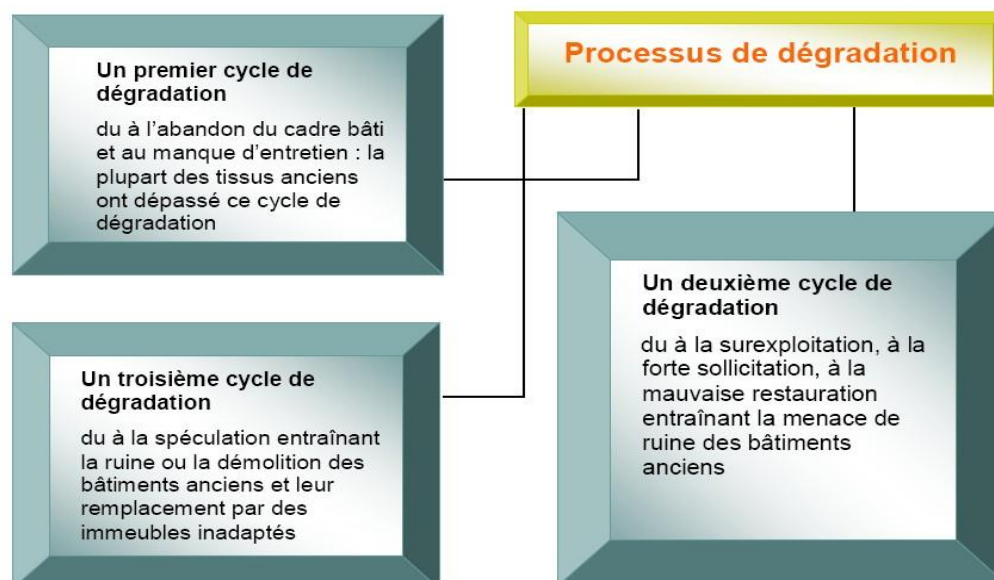 Processus de dégradation
Un premier cycle de
dégradation
du à l'abandon du cadre bâti
et au manque d'entretien : la
plupart des tissus anciens
ont dépassé ce cycle de
dégradation
Un deuxième cycle de
dégradation
du à la surexploitation, à la
forte sollicitation, à la
mauvaise restauration
entraînant la menace de
ruine des bâtiments
anciens
Un troisième cycle de
dégradation
du à la spéculation entraînant
la ruine ou la démolition des
bâtiments anciens et leur
remplacement par des
immeubles inadaptés